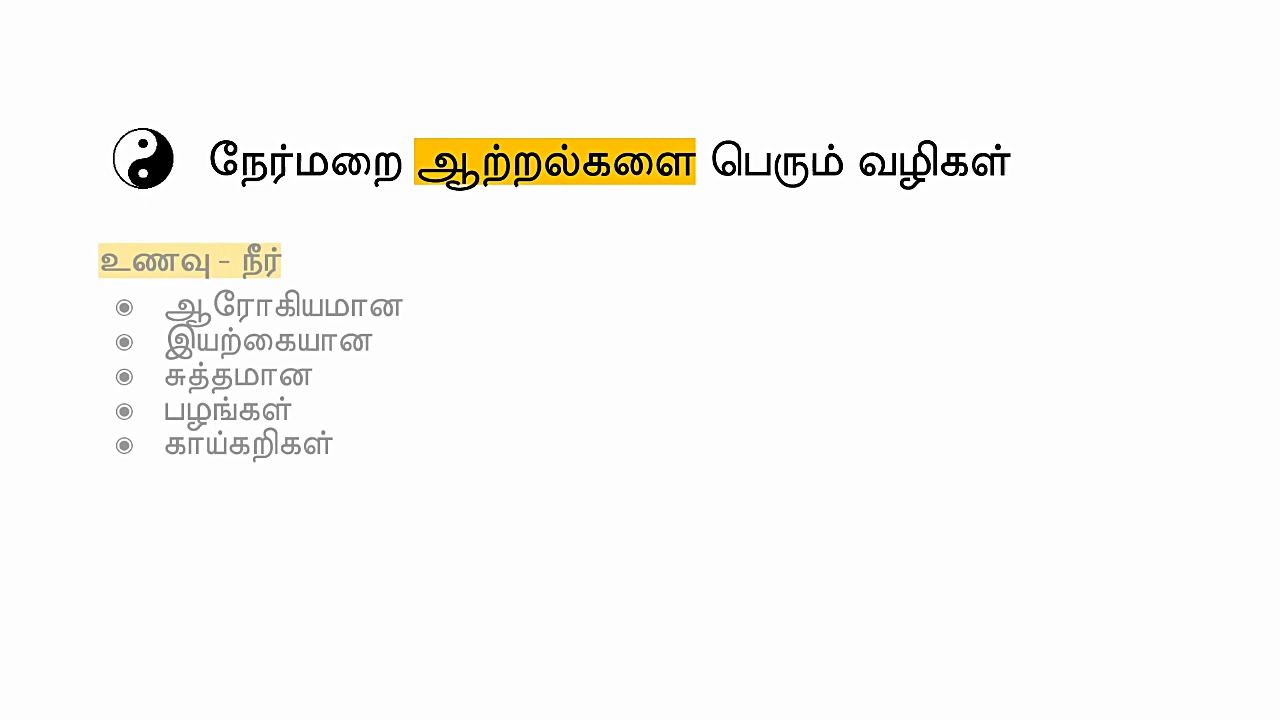 நேர்மறை ஆற்றல்களை பெரும் வழிகள்
உணவு - நீர்
ஆரோகியமான
இயற்கையான
சுத்தமான
பழங்கள்
காய்கறிகள்